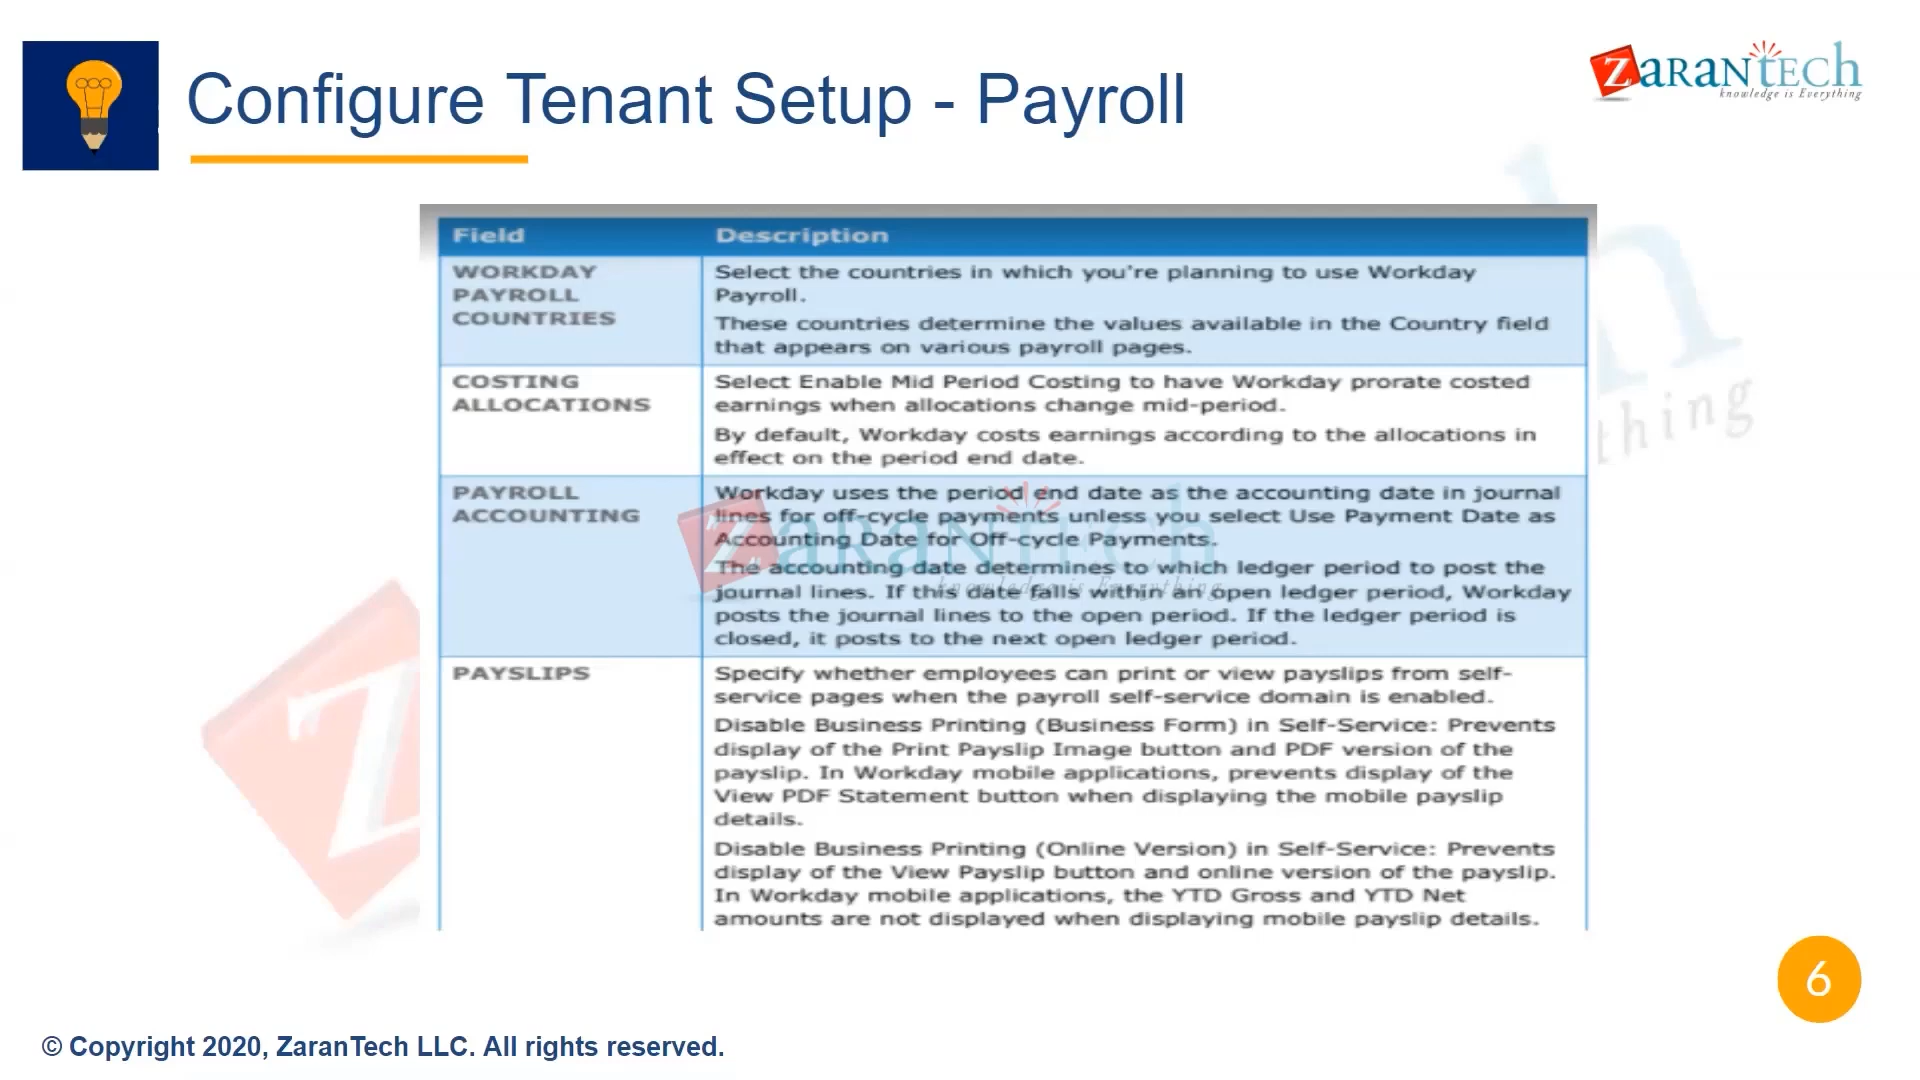 Configure Tenant Setup - Payroll
ZARANTECH
knowledge is Everything
Field Description
WORKDAY
PAYROLL
COUNTRIES
Select the countries in which you're planning to use Workday
Payroll.
These countries determine the values available in the Country field
that appears on various payroll pages.
COSTING
ALLOCATIONS
Select Enable Mid Period Costing to have Workday prorate costed
earnings when allocations change mid-period.
By default, Workday costs earnings according to the allocations in
effect on the period end date.
PAYROLL
ACCOUNTING
Workday uses the period end date as the accounting date in journal
lines for off-cycle payments unless you select Use Payment Date as
Accounting Date for Off-cycle Payments.
The accounting date determines to which ledger period to post the
journal lines. If this date falls within an open ledger period, Workday
posts the journal lines to the open period. If the ledger period is
closed, it posts to the next open ledger period.
PAYSLIPS
Specify whether employees can print or view payslips from self-
service pages when the payroll self-service domain is enabled.
Disable Business Printing (Business Form) in Self-Service: Prevents
display of the Print Payslip Image button and PDF version of the
payslip. In Workday mobile applications, prevents display of the
View PDF Statement button when displaying the mobile payslip
details.
Disable Business Printing (Online Version) in Self-Service: Prevents
display of the View Payslip button and online version of the payslip.
In Workday mobile applications, the YTD Gross and YTD Net
amounts are not displayed when displaying mobile payslip details.
ZARANTECH
knowledge is Everything
h
thing
Z
6
© Copyright 2020, ZaranTech LLC. All rights reserved.